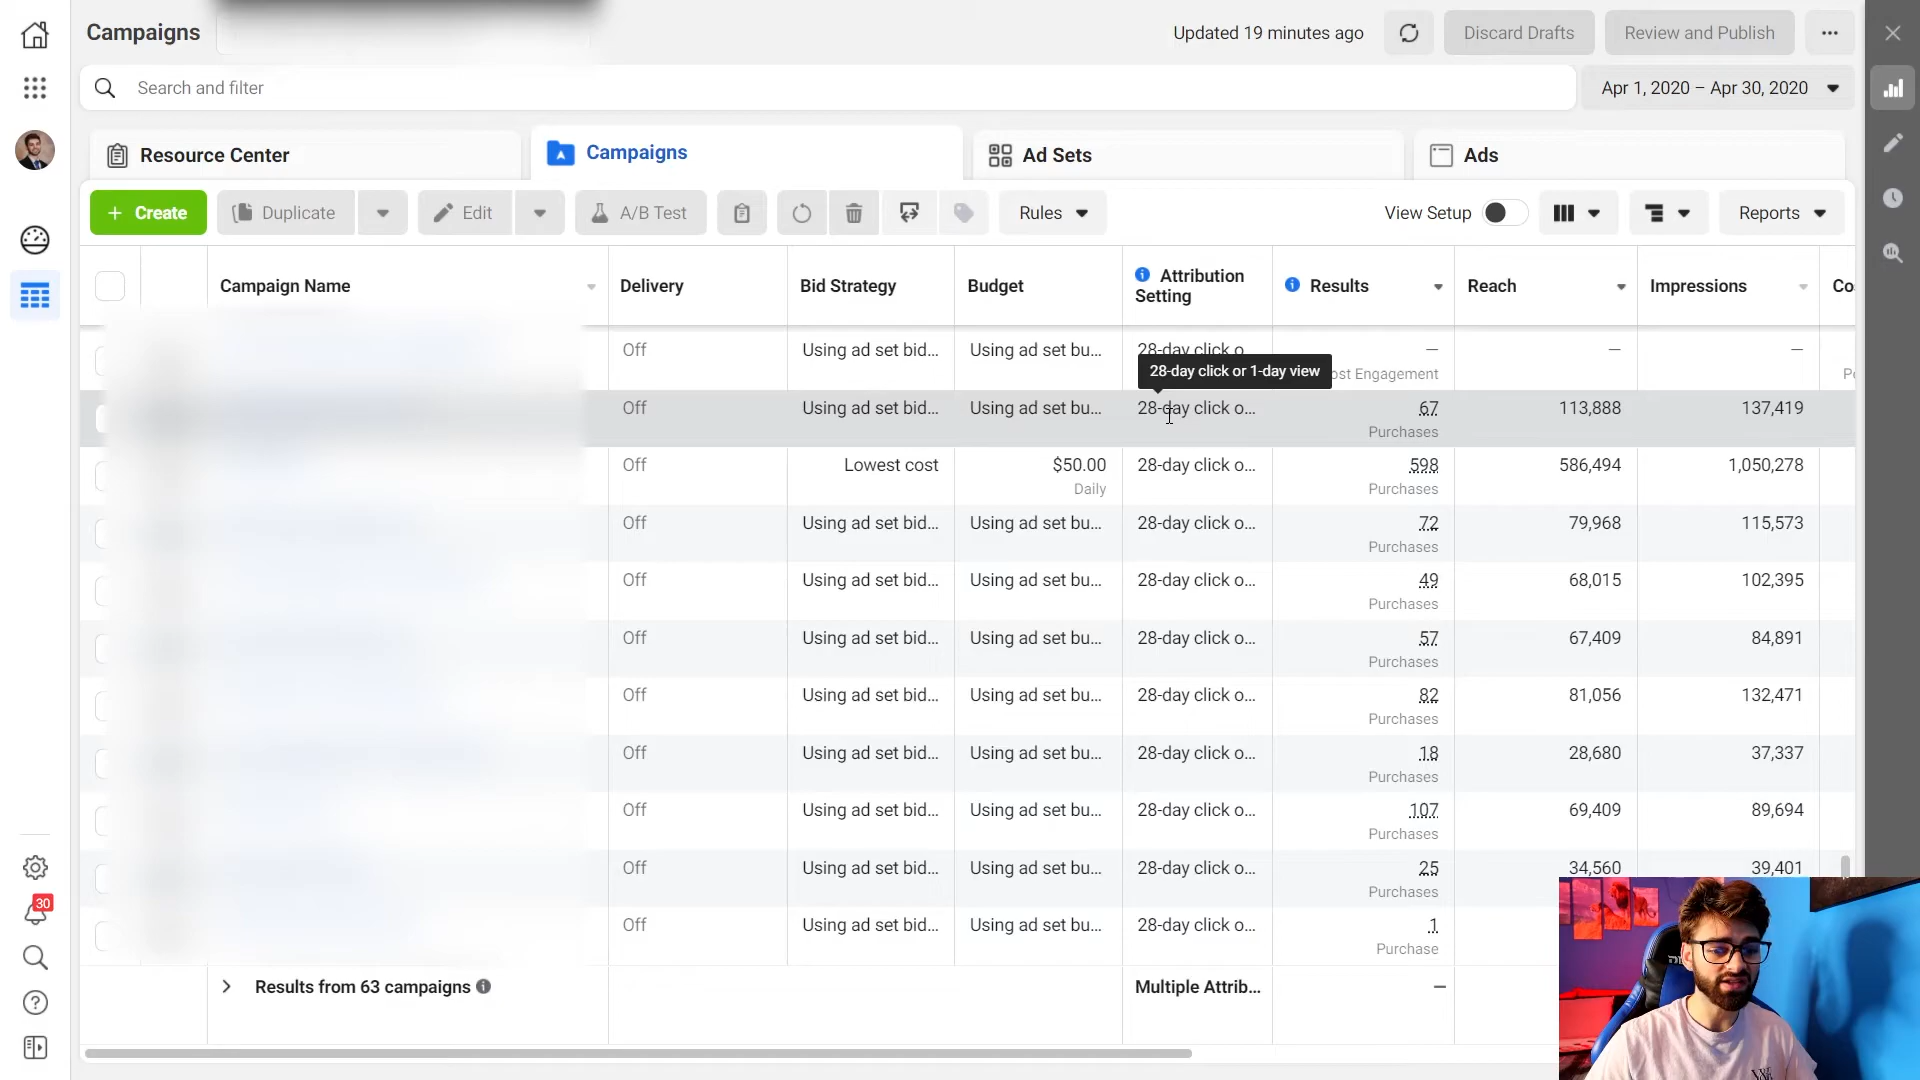 Campaigns
Updated 19 minutes ago
Discard Drafts
Review and Publish
Search and filter
Apr 1, 2020 – Apr 30, 2020
Resource Center
Campaigns
Ad Sets
Ads
+ Create
Duplicate
Edit
A/B Test
Rules
View Setup
Reports
Campaign Name
Delivery
Bid Strategy
Budget
Attribution Setting
Results
Reach
Impressions
Co
Off Using ad set bid... Using ad set bu... 28-day click o — — —
28-day click or 1-day view
ost Engagement
Off Using ad set bid... Using ad set bu... 28-day click o... 67 113,888 137,419
Purchases
Off Lowest cost $50.00 28-day click o... 598 586,494 1,050,278
Daily Purchases
Off Using ad set bid... Using ad set bu... 28-day click o... 72 79,968 115,573
Purchases
Off Using ad set bid... Using ad set bu... 28-day click o... 49 68,015 102,395
Purchases
Off Using ad set bid... Using ad set bu... 28-day click o... 57 67,409 84,891
Purchases
Off Using ad set bid... Using ad set bu... 28-day click o... 82 81,056 132,471
Purchases
Off Using ad set bid... Using ad set bu... 28-day click o... 18 28,680 37,337
Purchases
Off Using ad set bid... Using ad set bu... 28-day click o... 107 69,409 89,694
Purchases
Off Using ad set bid... Using ad set bu... 28-day click o... 25 34,560 39,401
Purchases
30
Off Using ad set bid... Using ad set bu... 28-day click o... 1
Purchase
Results from 63 campaigns Multiple Attrib... —